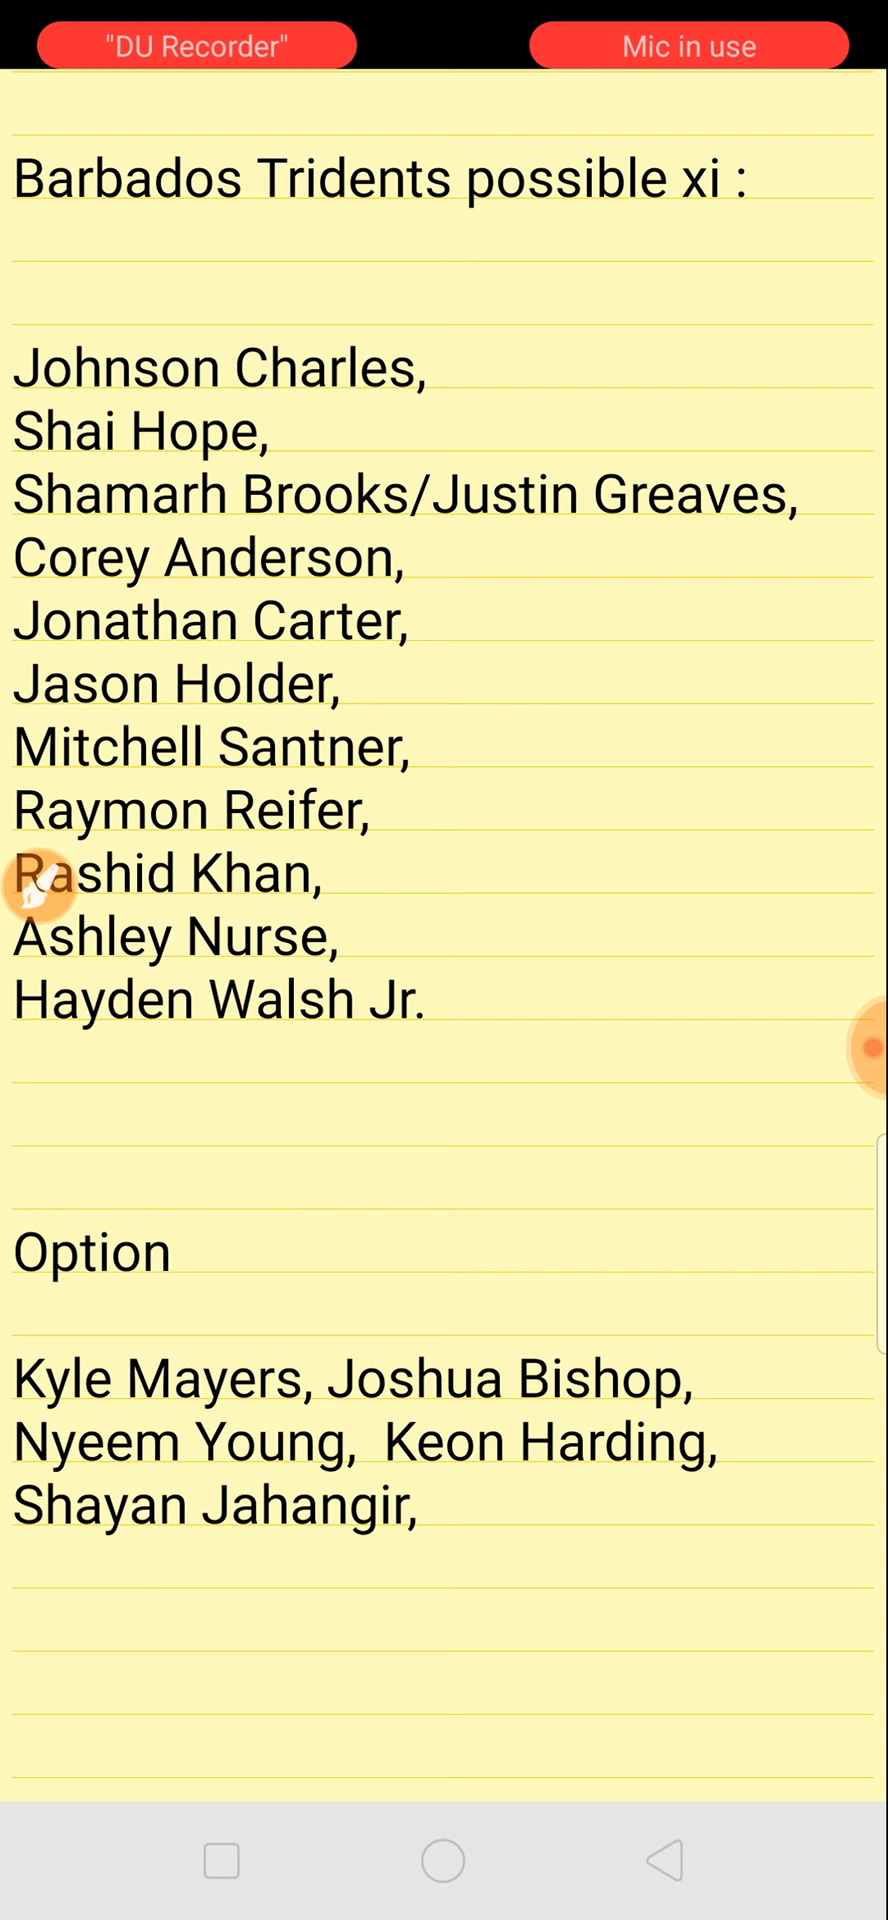 "DU Recorder" Mic in use
Barbados Tridents possible xi :
Johnson Charles,
Shai Hope,
Shamarh Brooks/Justin Greaves,
Corey Anderson,
Jonathan Carter,
Jason Holder,
Mitchell Santner,
Raymon Reifer,
Rashid Khan,
Ashley Nurse,
Hayden Walsh Jr.
Option
Kyle Mayers, Joshua Bishop,
Nyeem Young,  Keon Harding,
Shayan Jahangir,